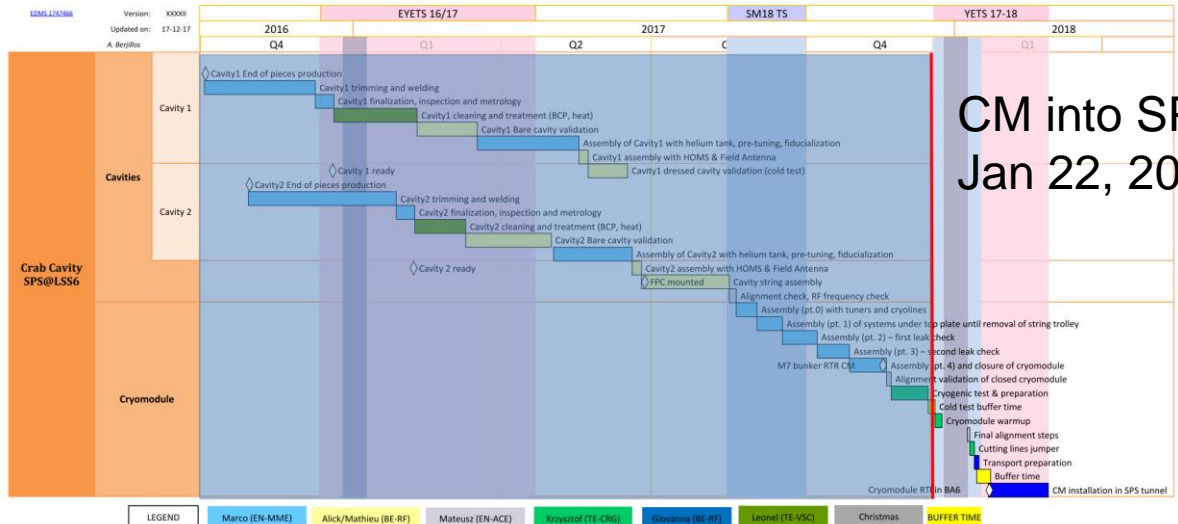 EDMS 1747466
Version: XXXXII
EYETS 16/17
SM18 TS
YETS 17-18
Updated on: 17-12-17
2016
2017
2018
A. Berjillos
Q4
Q1
Q2
Q4
Q1
Cavity1 End of pieces production
Cavity1 trimming and welding
Cavity 1
Cavity1 finalization, inspection and metrology
Cavity1 cleaning and treatment (BCP, heat)
Cavity1 Bare cavity validation
Assembly of Cavity1 with helium tank, pre-tuning, fiducialization
Cavity1 assembly with HOMS & Field Antenna
Cavity1 dressed cavity validation (cold test)
CM into
Jan 22,
Cavities
Cavity 1 ready
Cavity2 End of pieces production
Cavity2 trimming and welding
Cavity 2
Cavity2 finalization, inspection and metrology
Cavity2 cleaning and treatment (BCP, heat)
Cavity2 Bare cavity validation
Assembly of Cavity2 with helium tank, pre-tuning, fiducialization
Crab Cavity
SPS@LSS6
Cavity 2 ready
Cavity2 assembly with HOMS & Field Antenna
FPC mounted
Cavity string assembly
Alignment check, RF frequency check
Assembly (pt.0) with tuners and cryolines
Assembly (pt. 1) of systems under top plate until removal of string trolley
Assembly (pt. 2) – first leak check
Assembly (pt. 3) – second leak check
M7 bunker RTR CM
Assembly (pt. 4) and closure of cryomodule
Alignment validation of closed cryomodule
Cryomodule
Cryogenic test & preparation
Cold test buffer time
Cryomodule warmup
Final alignment steps
Cutting lines jumper
Transport preparation
Buffer time
Cryomodule RTI in BA6
CM installation in SPS tunnel
LEGEND
Marco (EN-MME)
Alick/Mathieu (BE-RF)
Mateusz (EN-ACE)
Krzysztof (TE-CRG)
Giovanna (BE-RF)
Leonel (TE-VSC)
Christmas
BUFFER TIME